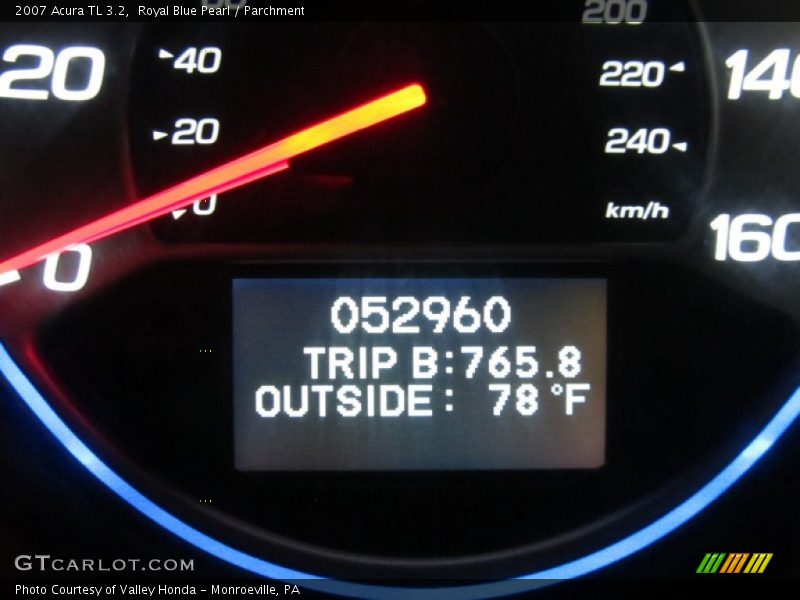 2007 Acura TL 3.2, Royal Blue Pearl / Parchment
200
20
40
220
140
20
240
0
km/h
0
160
052960
TRIP B:765.8
OUTSIDE: 78°F
GTCARLOT.COM
Photo Courtesy of Valley Honda - Monroeville, PA